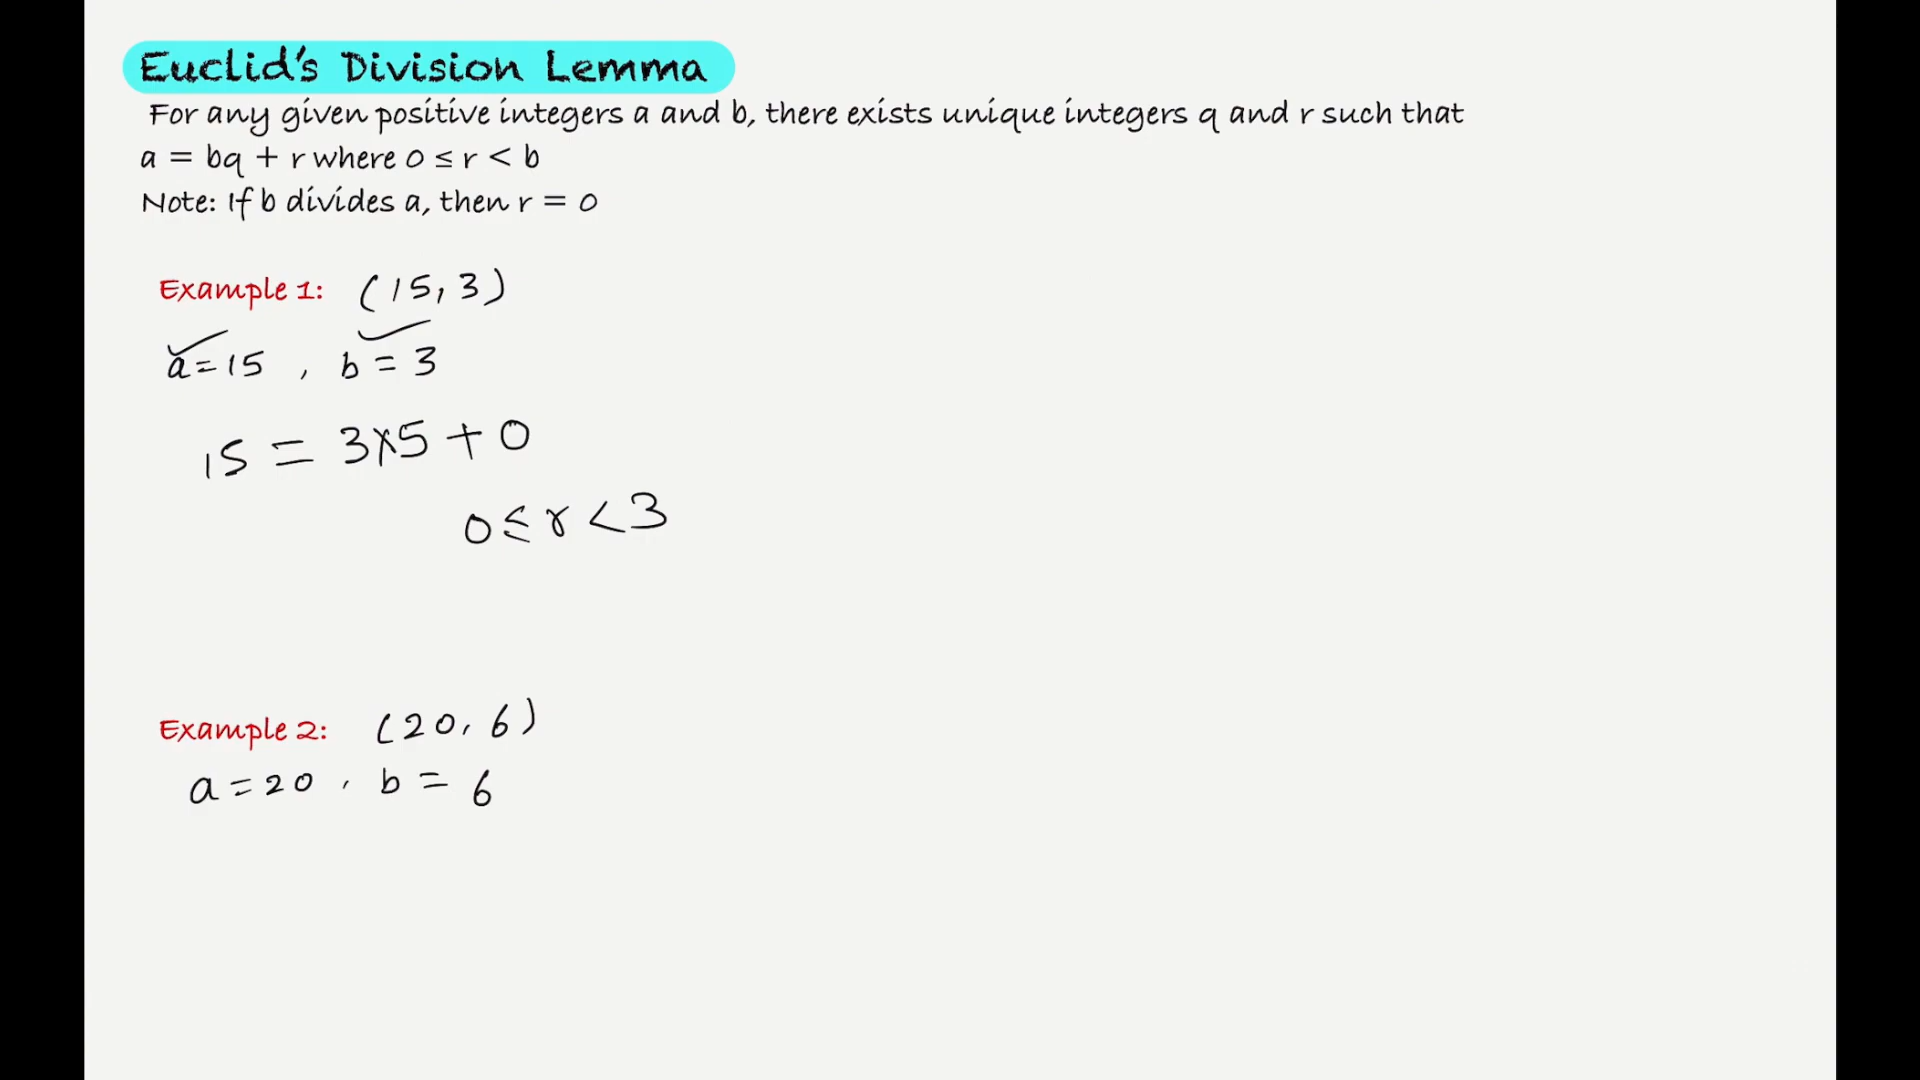 Euclid's Division Lemma
For any given positive integers a and b, there exists unique integers q and r such that
a = bq + r where 0 ≤ r < b
Note: If b divides a, then r = 0
Example 1: (15, 3)
a = 15 , b = 3
15 = 3x5 + 0
0 ≤ r < 3
Example 2: (20, 6)
a = 20 , b = 6